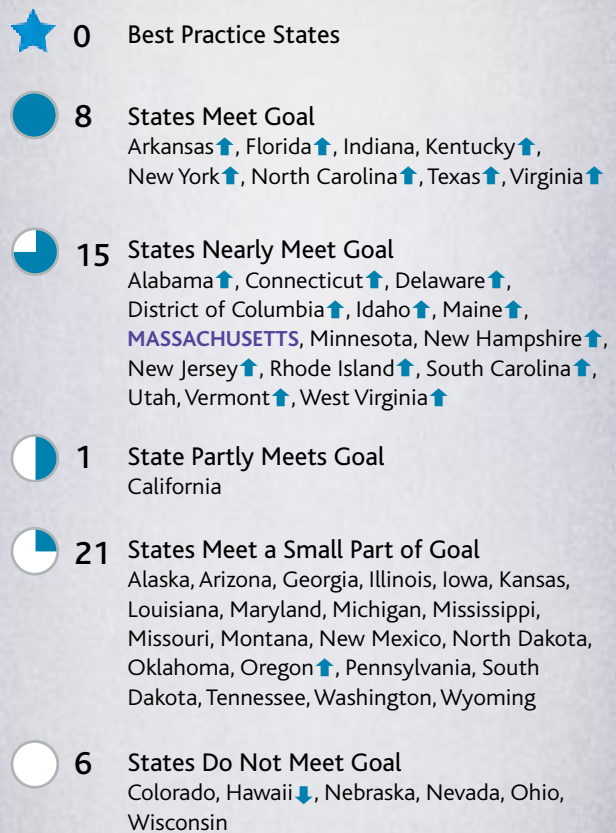 0 Best Practice States
8 States Meet Goal
Arkansas⬆, Florida⬆, Indiana, Kentucky⬆,
New York⬆, North Carolina⬆, Texas⬆, Virginia⬆
15 States Nearly Meet Goal
Alabama⬆, Connecticut⬆, Delaware⬆,
District of Columbia⬆, Idaho⬆, Maine⬆,
MASSACHUSETTS, Minnesota, New Hampshire⬆,
New Jersey⬆, Rhode Island⬆, South Carolina⬆,
Utah, Vermont⬆, West Virginia⬆
1 State Partly Meets Goal
California
21 States Meet a Small Part of Goal
Alaska, Arizona, Georgia, Illinois, Iowa, Kansas,
Louisiana, Maryland, Michigan, Mississippi,
Missouri, Montana, New Mexico, North Dakota,
Oklahoma, Oregon⬆, Pennsylvania, South
Dakota, Tennessee, Washington, Wyoming
6 States Do Not Meet Goal
Colorado, Hawaii⬇, Nebraska, Nevada, Ohio,
Wisconsin